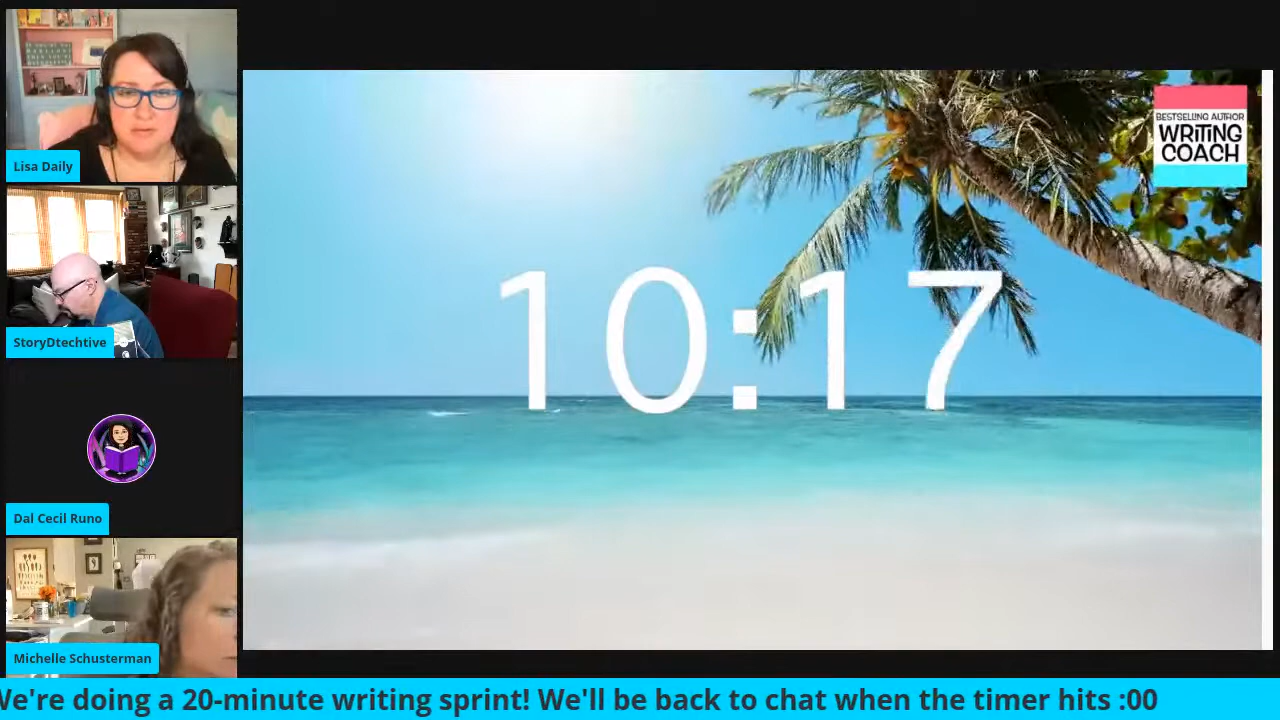 Lisa Daily
StoryDtechtive
Dal Cecil Runo
Michelle Schusterman
10:17
BESTSELLING AUTHOR
WRiTiNG
COACH
We're doing a 20-minute writing sprint! We'll be back to chat when the timer hits :00